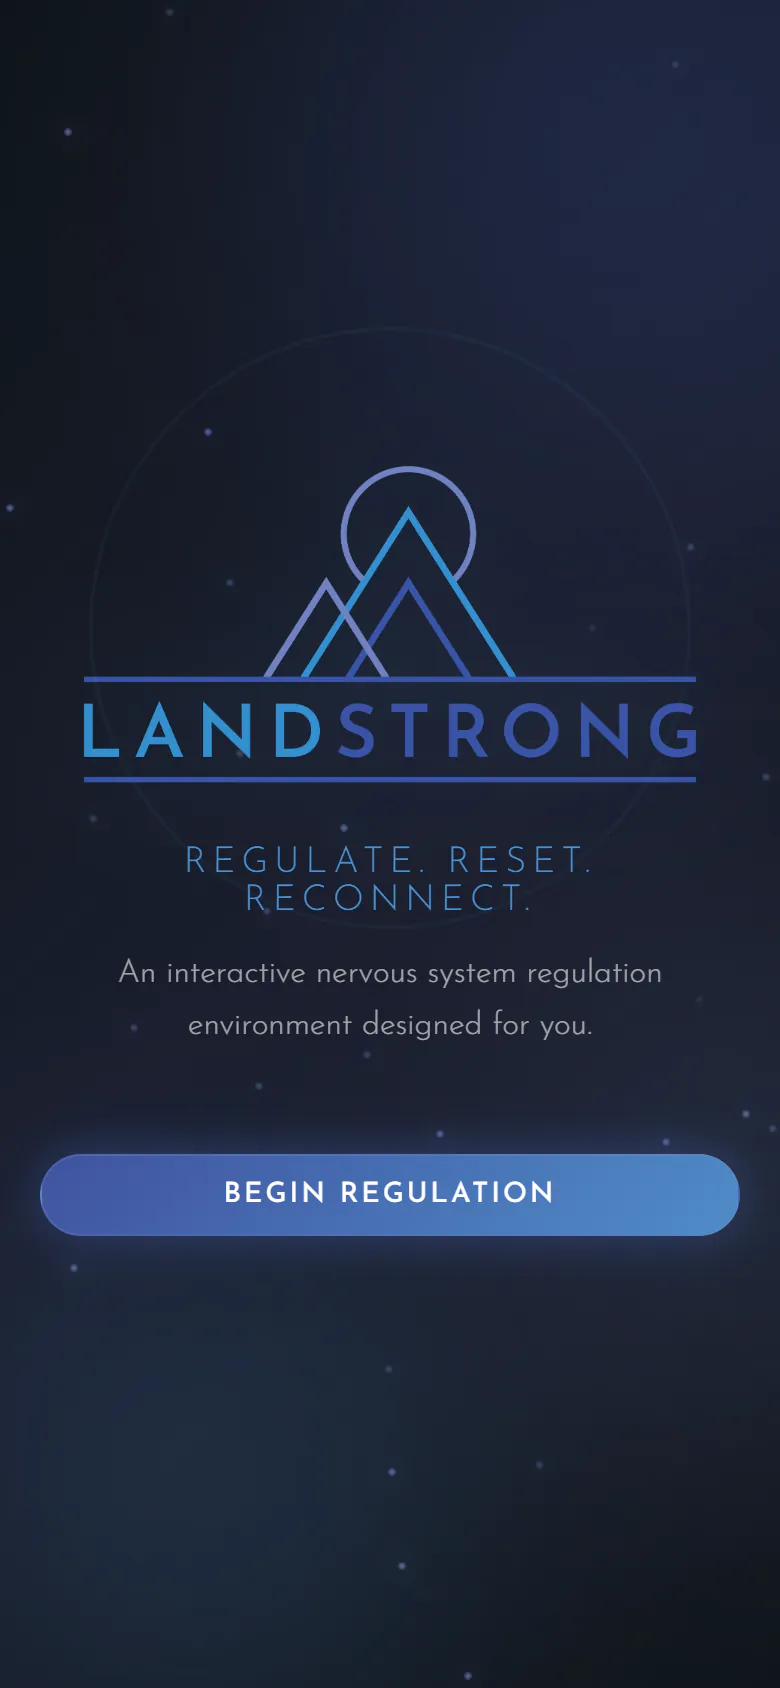 LANDSTRONG
REGULATE. RESET.
RECONNECT.
An interactive nervous system regulation
environment designed for you.
BEGIN REGULATION